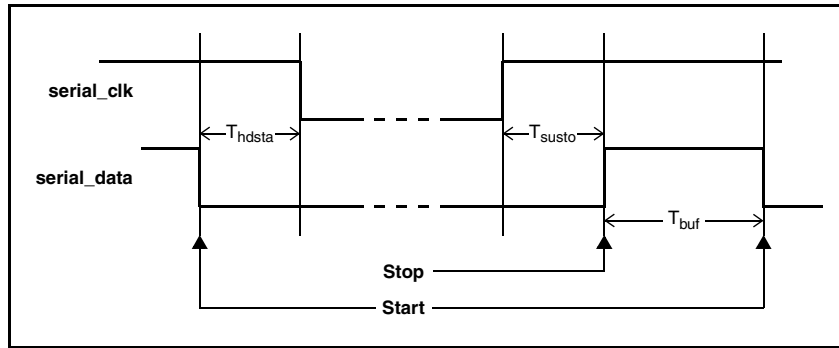 serial_clk
T_hdsta
T_susto
serial_data
T_buf
Stop
Start